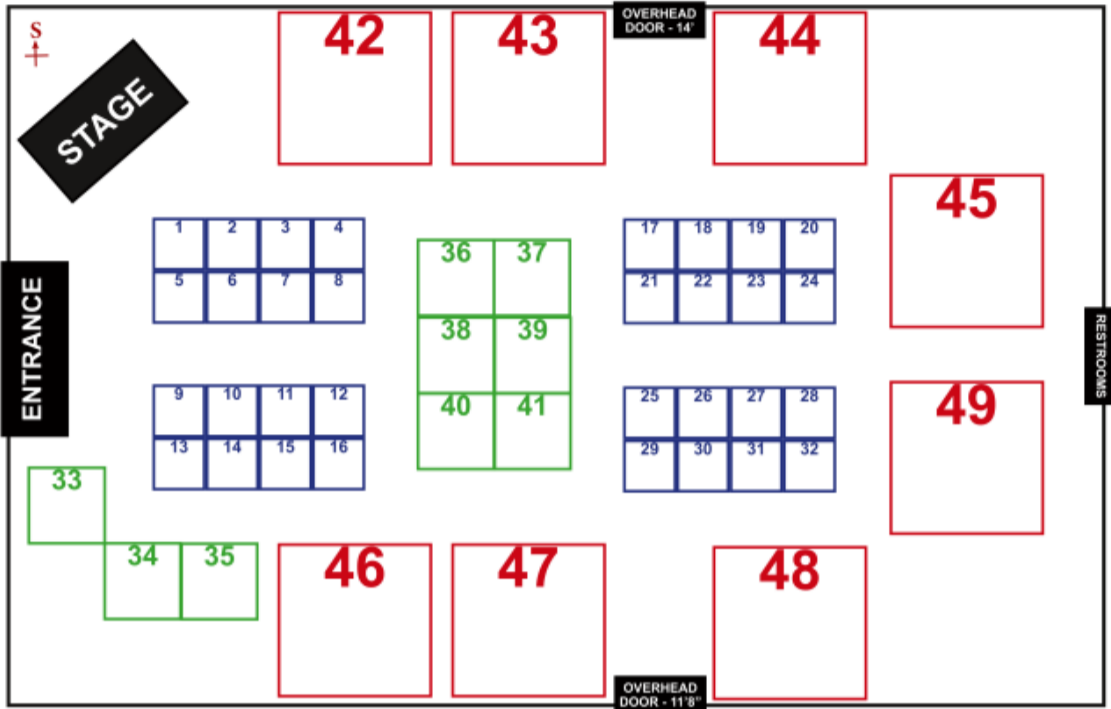 S
OVERHEAD
DOOR - 14'
42 43 44
STAGE
45
1 2 3 4
17 18 19 20
36 37
5 6 7 8
21 22 23 24
ENTRANCE
38 39
RESTROOMS
9 10 11 12
40 41
25 26 27 28
49
13 14 15 16
29 30 31 32
33
34 35
46 47 48
OVERHEAD
DOOR - 11'8"